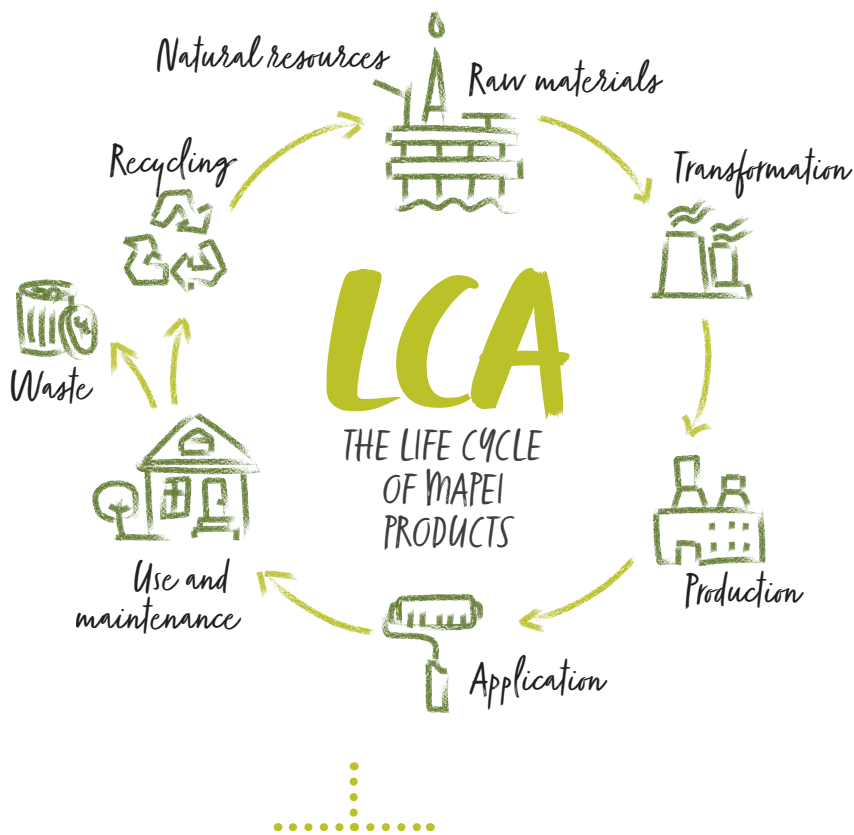 Natural resources
Raw materials
Transformation
Production
Application
Use and
maintenance
Waste
Recycling
LCA
THE LIFE CYCLE
OF MAPEI
PRODUCTS